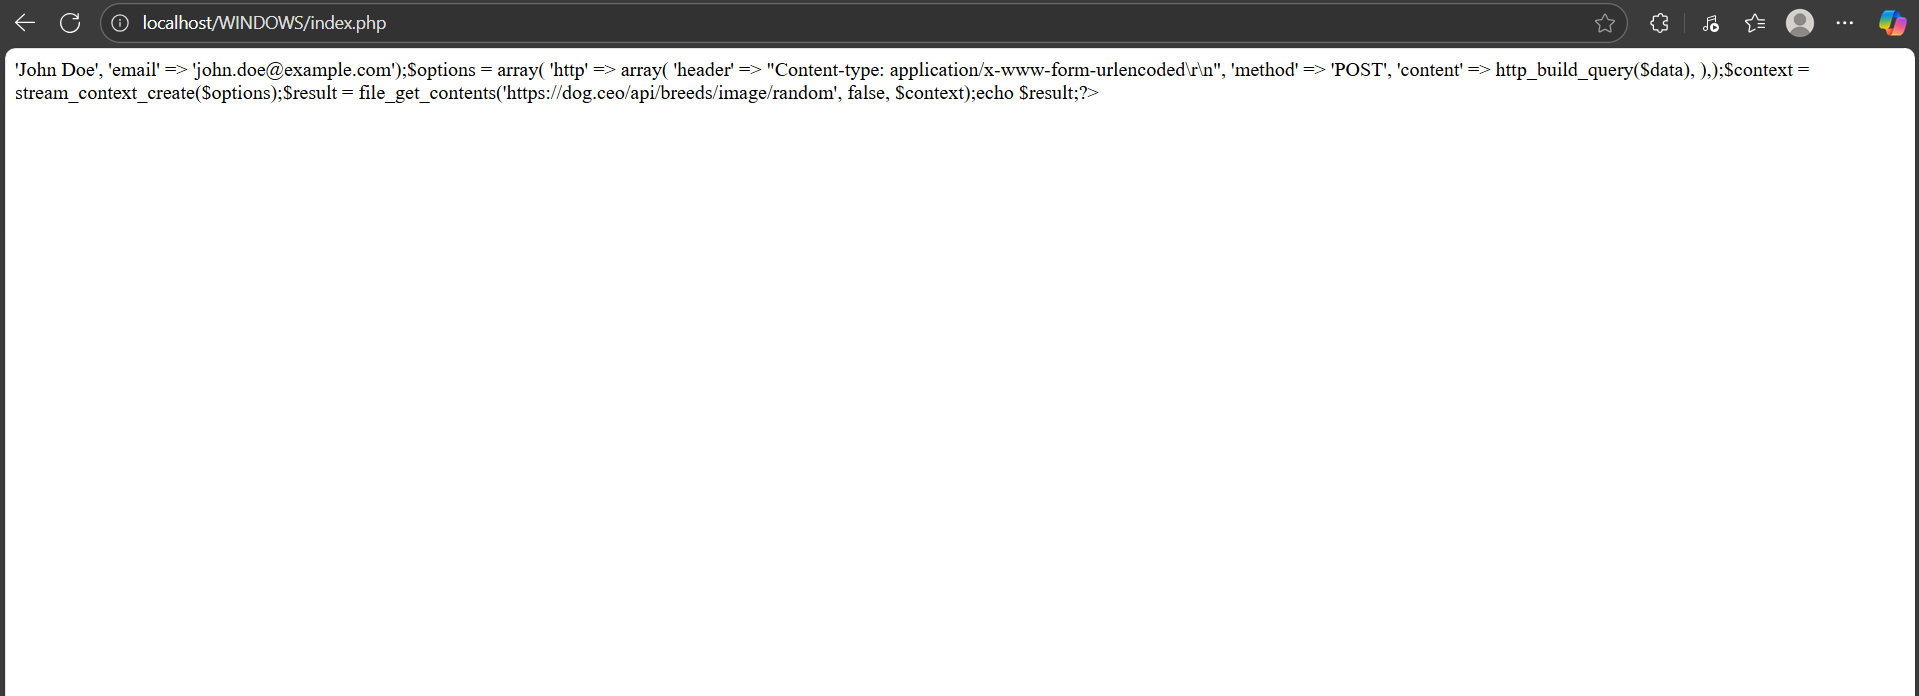 localhost/WINDOWS/index.php
'John Doe', 'email' => 'john.doe@example.com');$options = array( 'http' => array( 'header' => "Content-type: application/x-www-form-urlencoded\r\n", 'method' => 'POST', 'content' => http_build_query($data), ),);$context =
stream_context_create($options);$result = file_get_contents('https://dog.ceo/api/breeds/image/random', false, $context);echo $result;?>